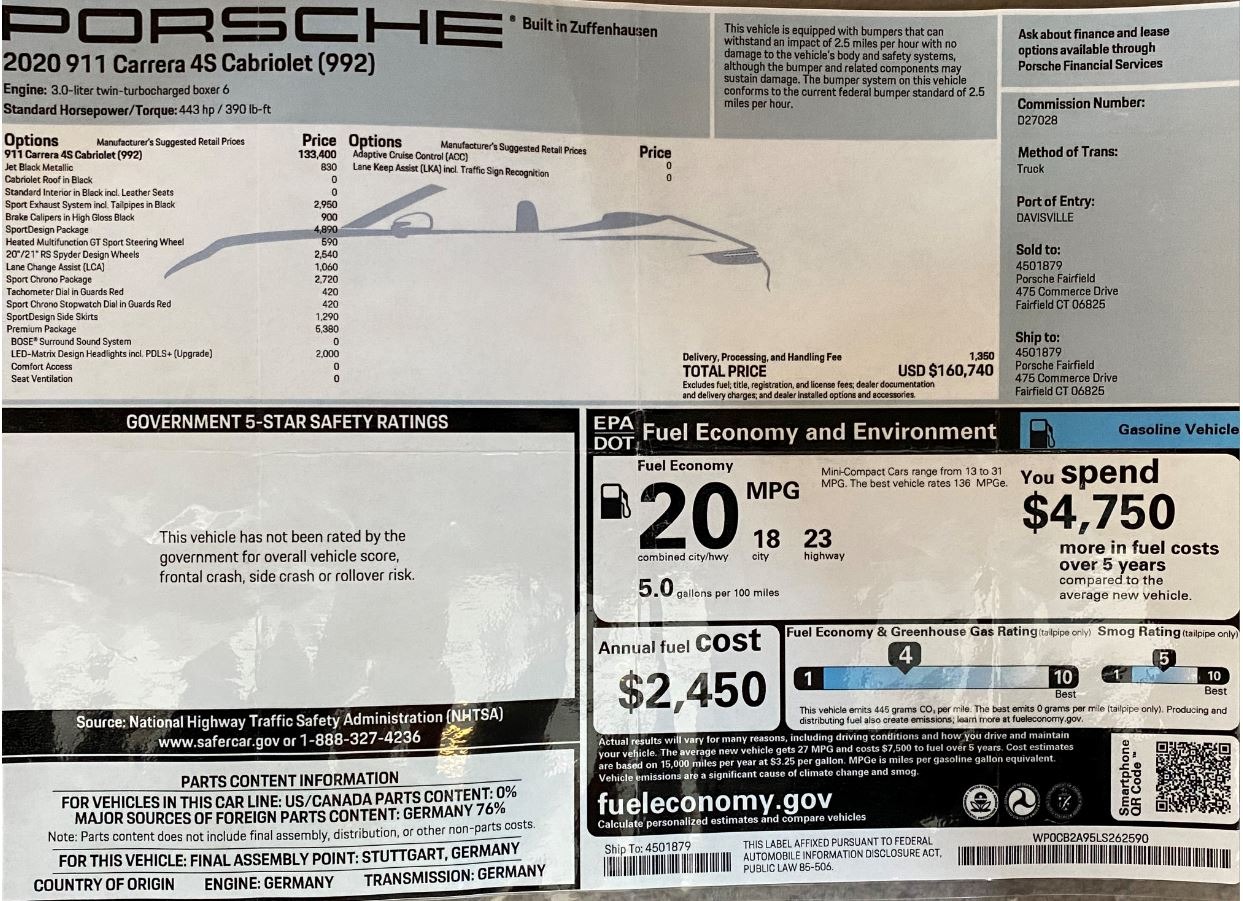 PORSCHE® Built in Zuffenhausen
2020 911 Carrera 4S Cabriolet (992)
Engine: 3.0-liter twin-turbocharged boxer 6
Standard Horsepower/Torque: 443 hp / 390 lb-ft
This vehicle is equipped with bumpers that can
withstand an impact of 2.5 miles per hour with no
damage to the vehicle's body and safety systems,
although the bumper and related components may
sustain damage. The bumper system on this vehicle
conforms to the current federal bumper standard of 2.5
miles per hour.
Ask about finance and lease
options available through
Porsche Financial Services
Commission Number:
D27028
Method of Trans:
Truck
Port of Entry:
DAVISVILLE
Sold to:
4501879
Porsche Fairfield
475 Commerce Drive
Fairfield CT 06825
Ship to:
4501879
Porsche Fairfield
475 Commerce Drive
Fairfield CT 06825
Options Manufacturer's Suggested Retail Prices Price
911 Carrera 4S Cabriolet (992) 133,400
Jet Black Metallic 830
Cabriolet Roof in Black 0
Standard Interior in Black incl. Leather Seats 0
Sport Exhaust System incl. Tailpipes in Black 2,950
Brake Calipers in High Gloss Black 900
SportDesign Package 4,890
Heated Multifunction GT Sport Steering Wheel 590
20"/21" RS Spyder Design Wheels 2,540
Lane Change Assist (LCA) 1,060
Sport Chrono Package 2,720
Tachometer Dial in Guards Red 420
Sport Chrono Stopwatch Dial in Guards Red 420
SportDesign Side Skirts 1,290
Premium Package 5,380
BOSE® Surround Sound System 0
LED-Matrix Design Headlights incl. PDLS+ (Upgrade) 2,000
Comfort Access 0
Seat Ventilation 0
Options Manufacturer's Suggested Retail Prices Price
Adaptive Cruise Control (ACC) 0
Lane Keep Assist (LKA) incl. Traffic Sign Recognition 0
Delivery, Processing, and Handling Fee 1,350
TOTAL PRICE USD $160,740
Excludes fuel; title, registration, and license fees; dealer documentation
and delivery charges; and dealer installed options and accessories.
GOVERNMENT 5-STAR SAFETY RATINGS
This vehicle has not been rated by the
government for overall vehicle score,
frontal crash, side crash or rollover risk.
Source: National Highway Traffic Safety Administration (NHTSA)
www.safercar.gov or 1-888-327-4236
PARTS CONTENT INFORMATION
FOR VEHICLES IN THIS CAR LINE: US/CANADA PARTS CONTENT: 0%
MAJOR SOURCES OF FOREIGN PARTS CONTENT: GERMANY 76%
Note: Parts content does not include final assembly, distribution, or other non-parts costs.
FOR THIS VEHICLE: FINAL ASSEMBLY POINT: STUTTGART, GERMANY
COUNTRY OF ORIGIN ENGINE: GERMANY TRANSMISSION: GERMANY
EPA
DOT Fuel Economy and Environment
Gasoline Vehicle
Fuel Economy
20 MPG
combined city/hwy
18
city
23
highway
5.0 gallons per 100 miles
Mini-Compact Cars range from 13 to 31
MPG. The best vehicle rates 136 MPGe.
You spend
$4,750
more in fuel costs
over 5 years
compared to the
average new vehicle.
Annual fuel cost
$2,450
Fuel Economy & Greenhouse Gas Rating (tailpipe only)
4
1 10
Best
Smog Rating (tailpipe only)
5
1 10
Best
This vehicle emits 445 grams CO₂ per mile. The best emits 0 grams per mile (tailpipe only). Producing and
distributing fuel also create emissions; learn more at fueleconomy.gov.
Actual results will vary for many reasons, including driving conditions and how you drive and maintain
your vehicle. The average new vehicle gets 27 MPG and costs $7,500 to fuel over 5 years. Cost estimates
are based on 15,000 miles per year at $3.25 per gallon. MPGe is miles per gasoline gallon equivalent.
Vehicle emissions are a significant cause of climate change and smog.
fueleconomy.gov
Calculate personalized estimates and compare vehicles
Smartphone
QR Code™
Ship To: 4501879
THIS LABEL AFFIXED PURSUANT TO FEDERAL
AUTOMOBILE INFORMATION DISCLOSURE ACT,
PUBLIC LAW 85-506.
WP0CB2A95LS262590